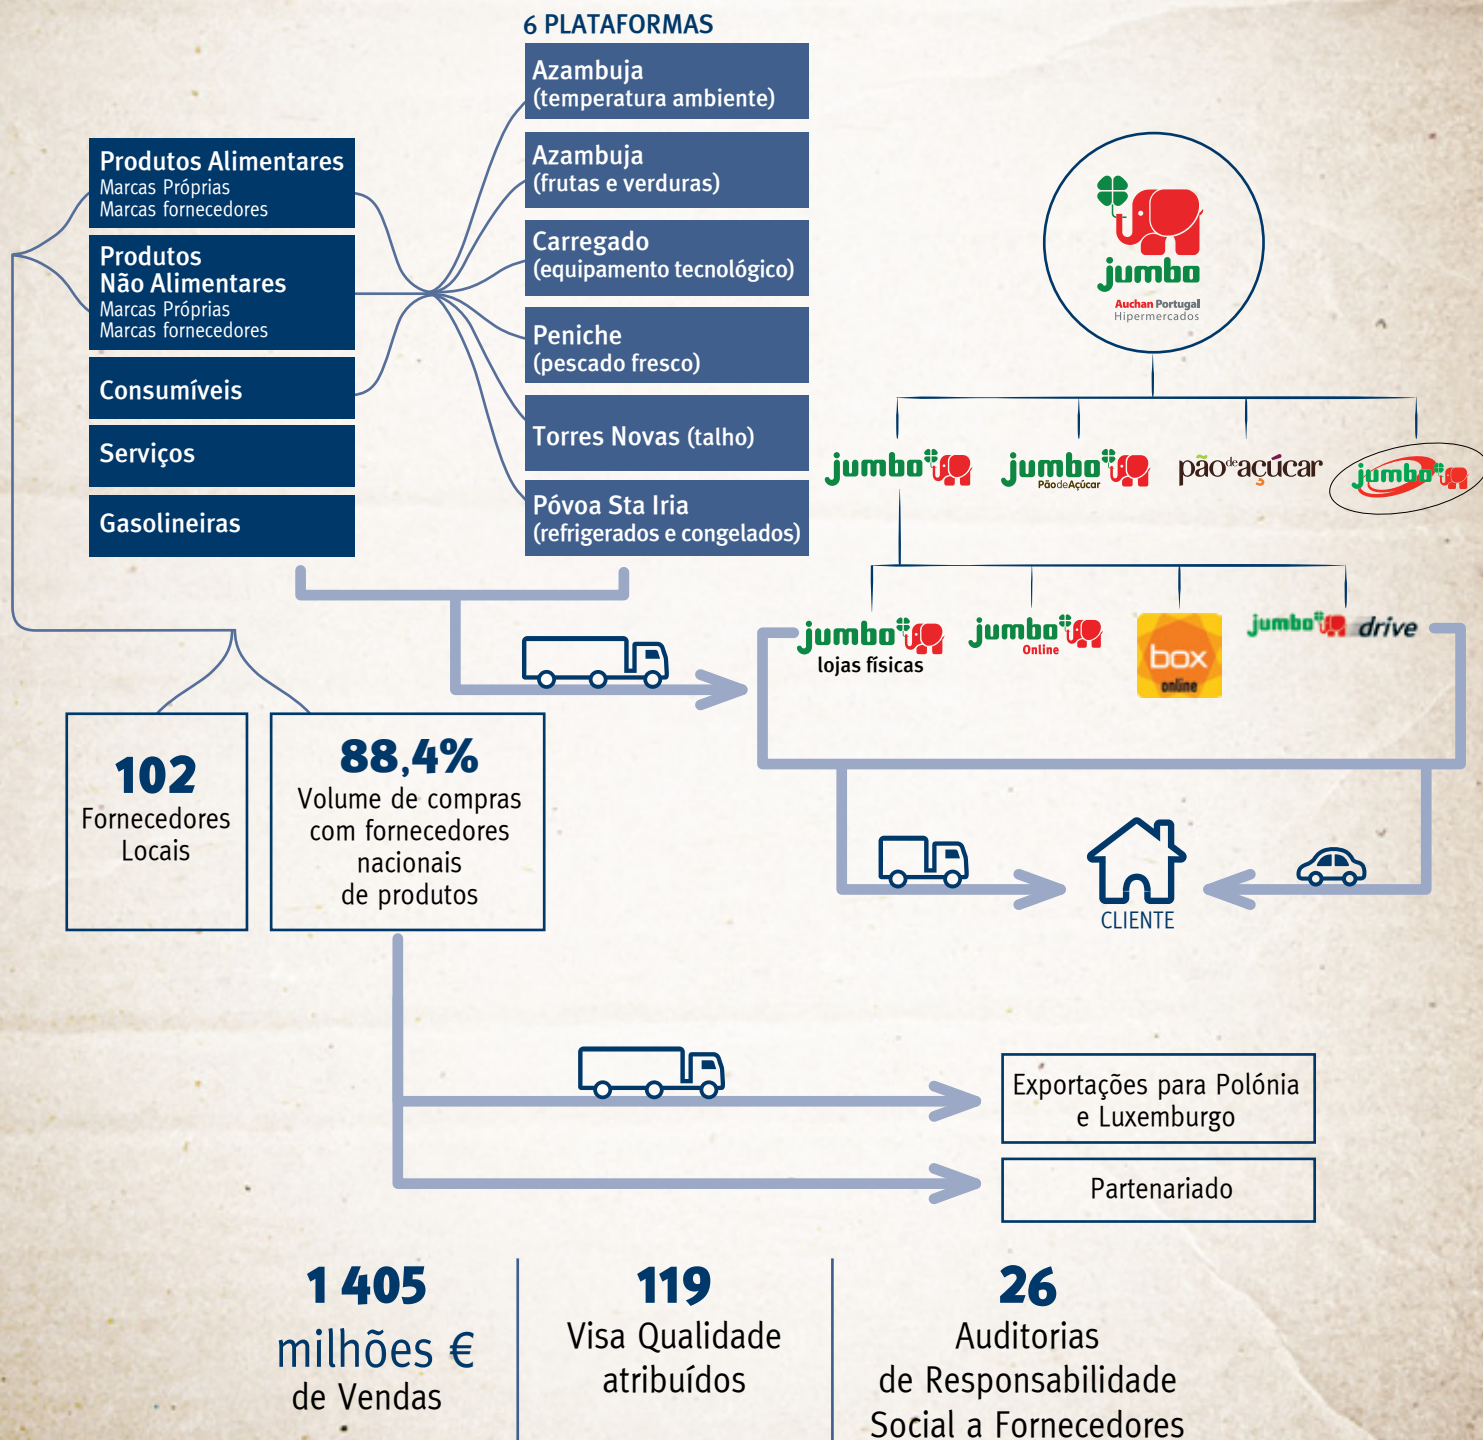 6 PLATAFORMAS
Azambuja
(temperatura ambiente)
Azambuja
(frutas e verduras)
Carregado
(equipamento tecnológico)
Peniche
(pescado fresco)
Torres Novas (talho)
Póvoa Sta Iria
(refrigerados e congelados)
Produtos Alimentares
Marcas Próprias
Marcas fornecedores
Produtos
Não Alimentares
Marcas Próprias
Marcas fornecedores
Consumíveis
Serviços
Gasolineiras
jumbo
Auchan Portugal
Hipermercados
jumbo
jumbo
PãodeAçúcar
pão de açúcar
jumbo
jumbo
lojas físicas
jumbo
Online
box
online
jumbo drive
102
Fornecedores
Locais
88,4%
Volume de compras
com fornecedores
nacionais
de produtos
CLIENTE
Exportações para Polónia
e Luxemburgo
Partenariado
1 405
milhões €
de Vendas
119
Visa Qualidade
atribuídos
26
Auditorias
de Responsabilidade
Social a Fornecedores